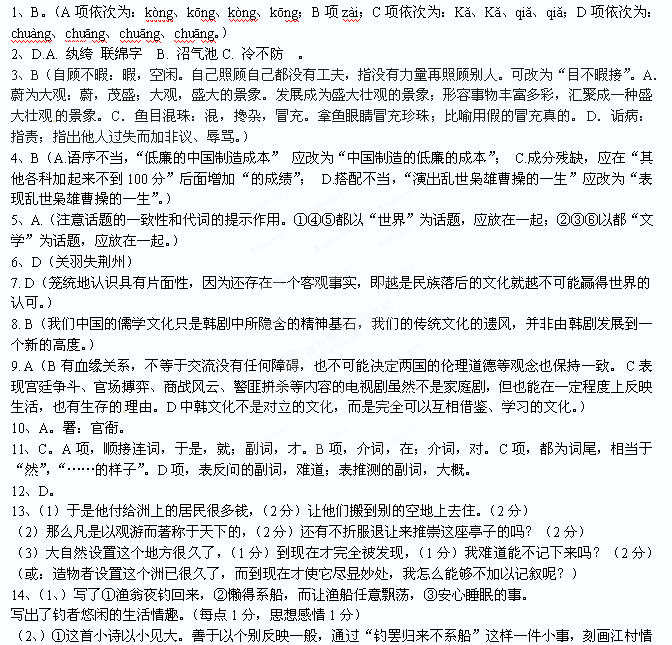 1、B。(A 项依次为：kòng、kōng、kòng、kōng；B 项 zài；C 项依次为：Kǎ、Kǎ、qiǎ、qiǎ；D 项依次为：
chuàng、chuāng、chuāng、chuāng。)
2、D.A. 纨绔 联绵字  B. 沼气池 C. 冷不防  。
3、B（自顾不暇：暇，空闲。自己照顾自己都没有工夫，指没有力量再照顾别人。可改为“目不暇接”。A.
蔚为大观：蔚，茂盛；大观，盛大的景象。发展成为盛大壮观的景象；形容事物丰富多彩，汇聚成一种盛
大壮观的景象。C．鱼目混珠：混，搀杂，冒充。拿鱼眼睛冒充珍珠；比喻用假的冒充真的。D．诟病：
指责；指出他人过失而加非议、辱骂。）
4、B（A.语序不当，“低廉的中国制造成本” 应改为“中国制造的低廉的成本”； C.成分残缺，应在“其
他各科加起来不到 100 分”后面增加“的成绩”； D.搭配不当，“演出乱世枭雄曹操的一生”应改为“表
现乱世枭雄曹操的一生”。）
5、A（注意话题的一致性和代词的提示作用。①④⑤都以“世界”为话题，应放在一起；②③⑥以都“文
学”为话题，应放在一起。）
6、D（关羽失荆州）
7. D（笼统地认识具有片面性，因为还存在一个客观事实，即越是民族落后的文化就越不可能赢得世界的
认可。）
8. B（我们中国的儒学文化只是韩剧中所隐含的精神基石，我们的传统文化的遗风，并非由韩剧发展到一
个新的高度。）
9. A（B 有血缘关系，不等于交流没有任何障碍，也不可能决定两国的伦理道德等观念也保持一致。C 表
现宫廷争斗、官场搏弈、商战风云、警匪拼杀等内容的电视剧虽然不是家庭剧，但也能在一定程度上反映
生活，也有生存的理由。D 中韩文化不是对立的文化，而是完全可以互相借鉴、学习的文化。）
10、A。署：官衙。
11、C。A 项，顺接连词，于是，就；副词，才。B 项，介词，在；介词，对。C 项，都为词尾，相当于
“然”，“……的样子”。D 项，表反问的副词，难道；表推测的副词，大概。
12、D。
13、（1）于是他付给洲上的居民很多钱，（2 分）让他们搬到别的空地上去住。（2 分）
（2）那么凡是以观游而著称于天下的，（2 分）还有不折服退让来推崇这座亭子的吗？（2 分）
（3）大自然设置这个地方很久了，（1 分）到现在才完全被发现，（1 分）我难道能不记下来吗？（2 分）
（或：造物者设置这个洲已很久了，而到现在才使它尽显妙处，我怎么能够不加以记叙呢？）
14、（1、）写了①渔翁夜钓回来，②懒得系船，而让渔船任意飘荡，③安心睡眠的事。
写出了钓者悠闲的生活情趣。（每点 1 分，思想感情 1 分）
（2、）①这首小诗以小见大。善于以个别反映一般，通过“钓罢归来不系船”这样一件小事，刻画江村情